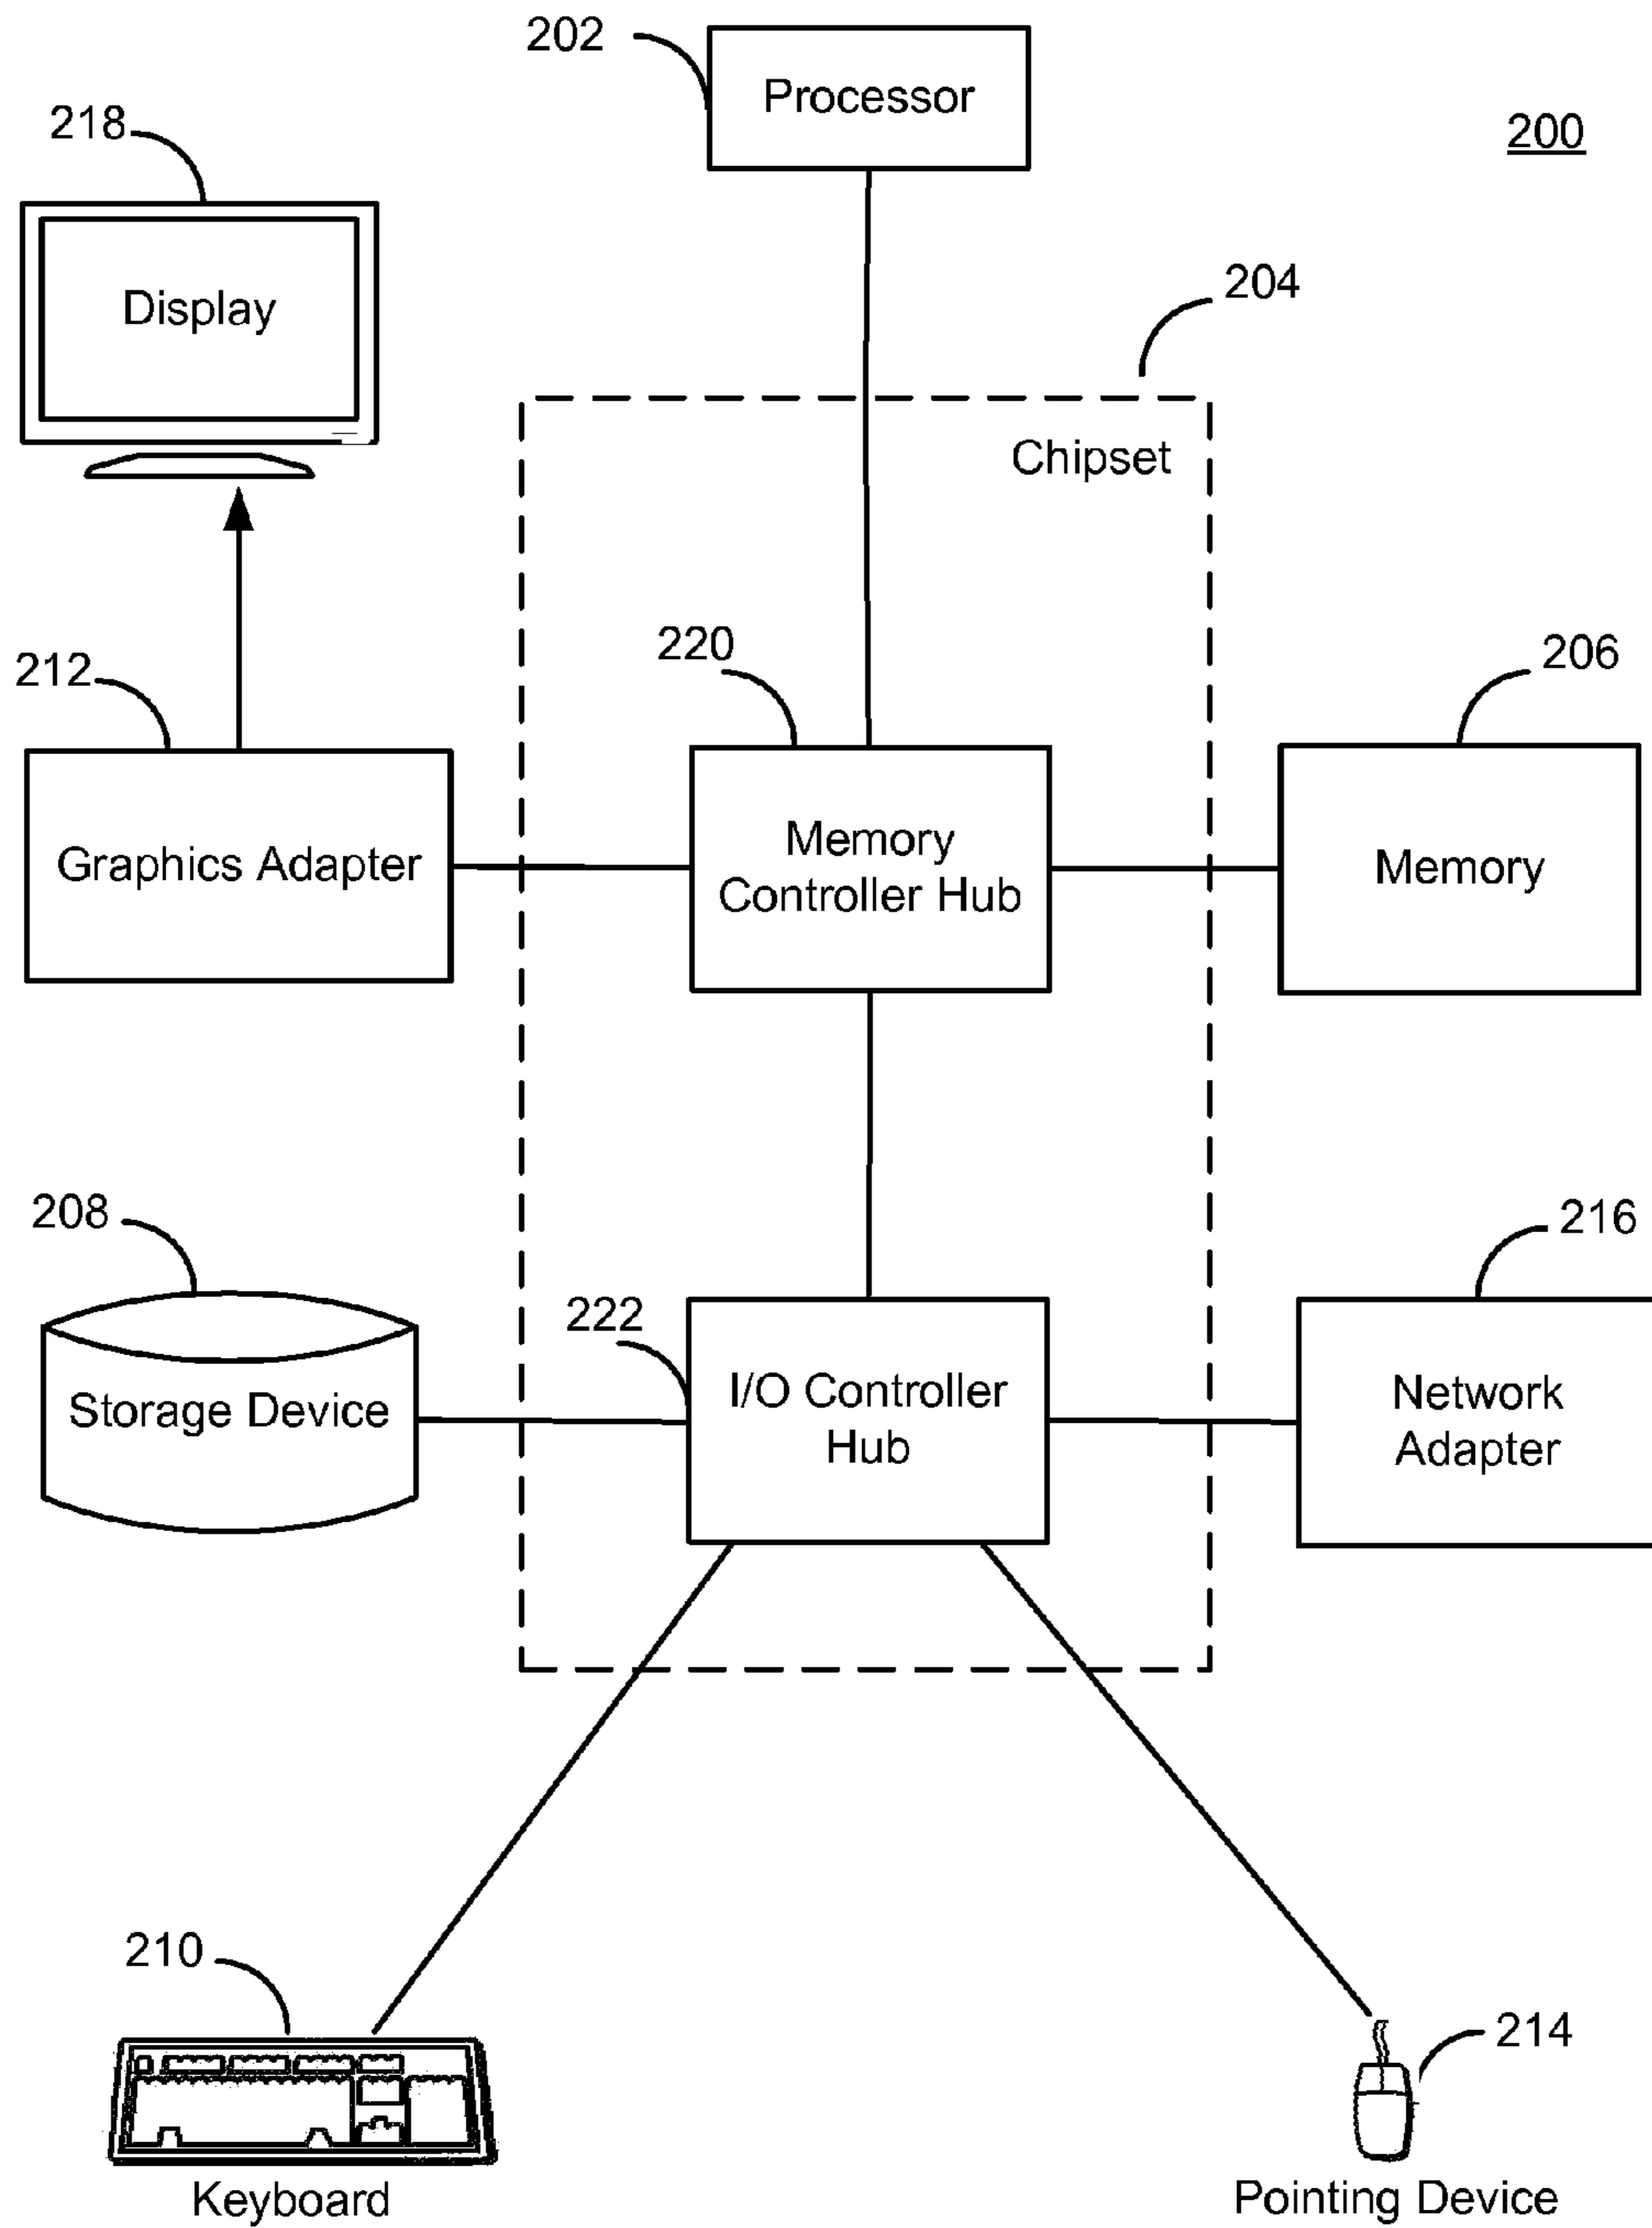 202
Processor
218
200
Display
204
Chipset
220
206
212
Memory
Controller Hub
Graphics Adapter
Memory
208
216
222
I/O Controller
Hub
Storage Device
Network
Adapter
210
214
Keyboard
Pointing Device